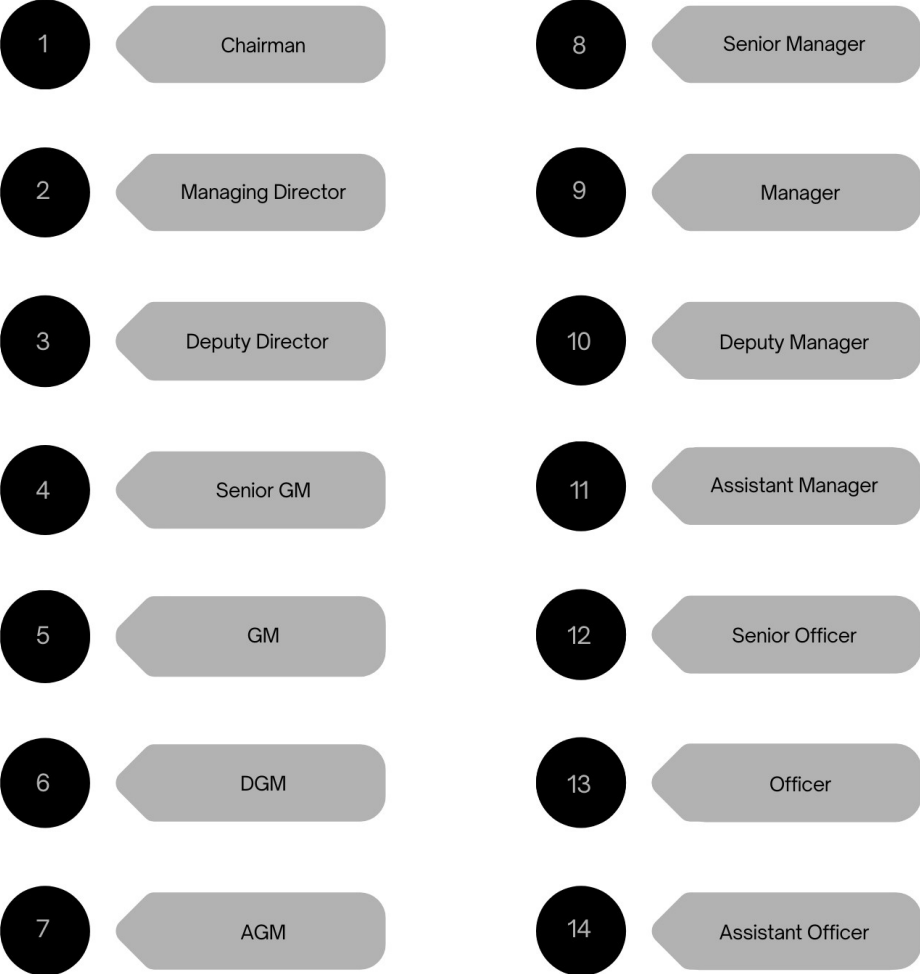 1 Chairman
2 Managing Director
3 Deputy Director
4 Senior GM
5 GM
6 DGM
7 AGM
8 Senior Manager
9 Manager
10 Deputy Manager
11 Assistant Manager
12 Senior Officer
13 Officer
14 Assistant Officer